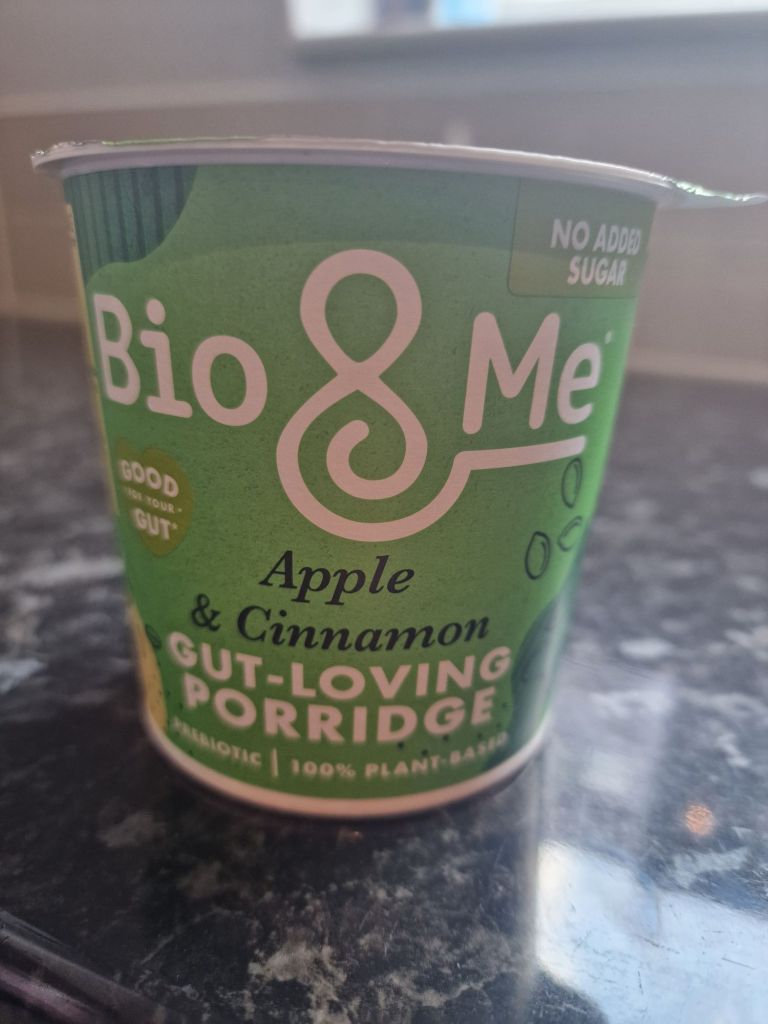 NO ADDED
SUGAR
Bio & Me
GOOD
FOR YOUR
GUT*
Apple
& Cinnamon
GUT-LOVING
PORRIDGE
PREBIOTIC | 100% PLANT-BASED